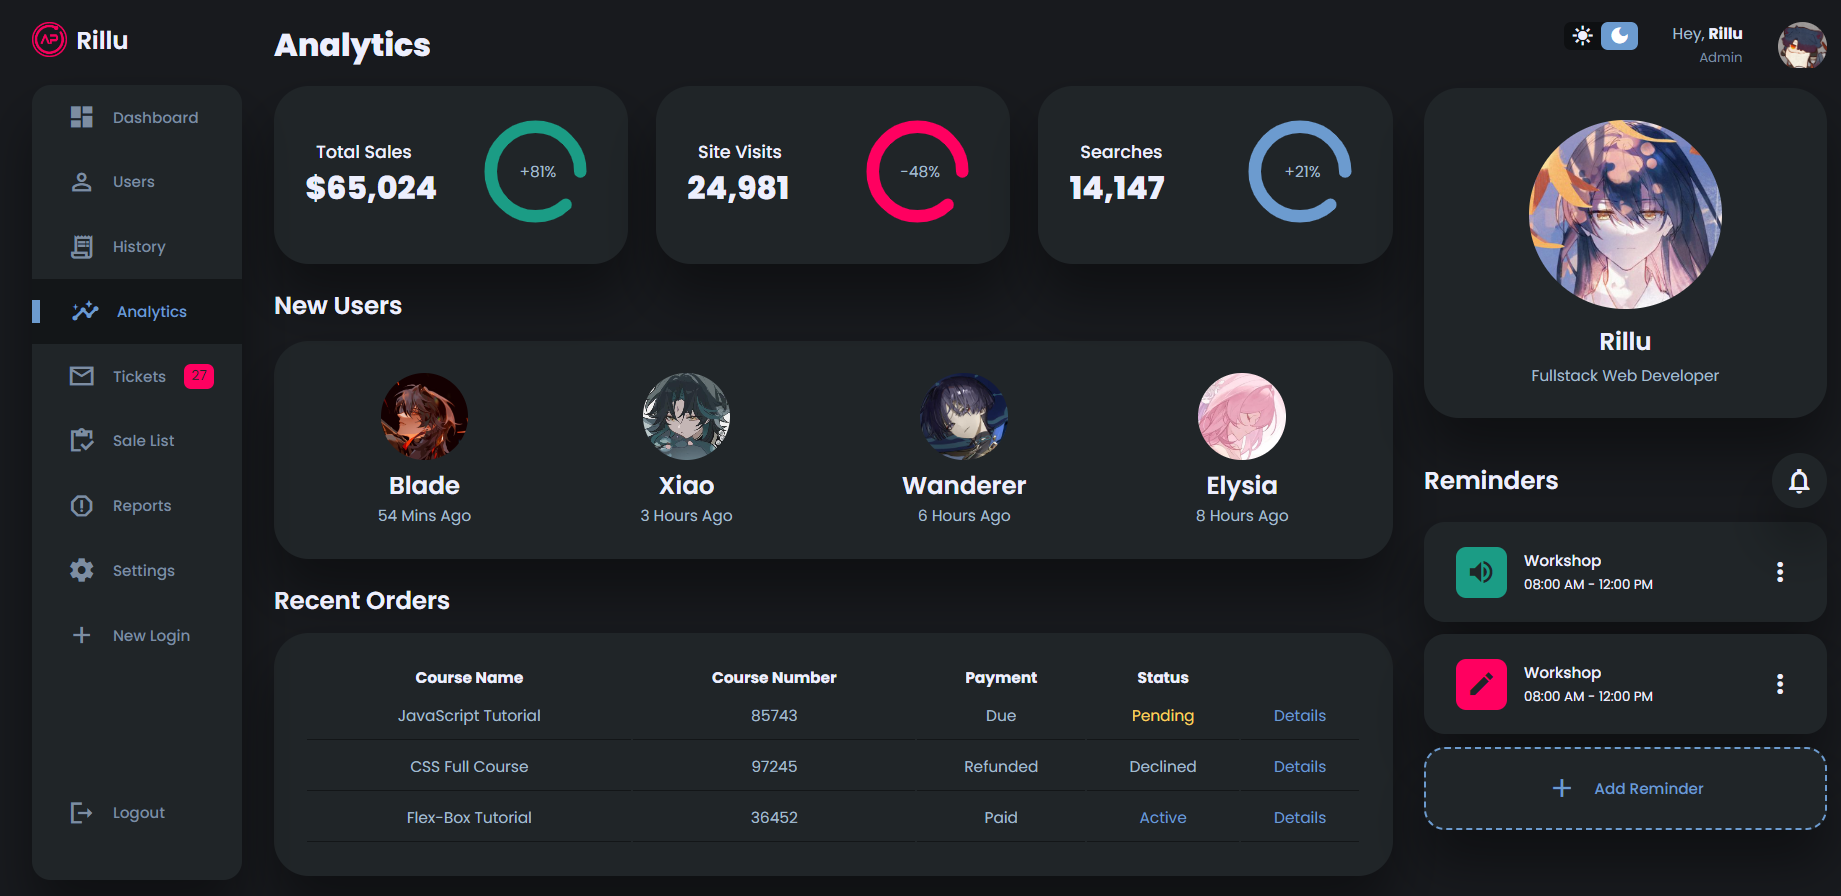 Rillu
Dashboard
Users
History
Analytics
Tickets 27
Sale List
Reports
Settings
New Login
Logout
Analytics
Total Sales
$65,024
+81%
Site Visits
24,981
-48%
Searches
14,147
+21%
New Users
Blade
54 Mins Ago
Xiao
3 Hours Ago
Wanderer
6 Hours Ago
Elysia
8 Hours Ago
Recent Orders
Course Name Course Number Payment Status
JavaScript Tutorial 85743 Due Pending Details
CSS Full Course 97245 Refunded Declined Details
Flex-Box Tutorial 36452 Paid Active Details
Hey, Rillu
Admin
Rillu
Fullstack Web Developer
Reminders
Workshop
08:00 AM - 12:00 PM
Workshop
08:00 AM - 12:00 PM
Add Reminder